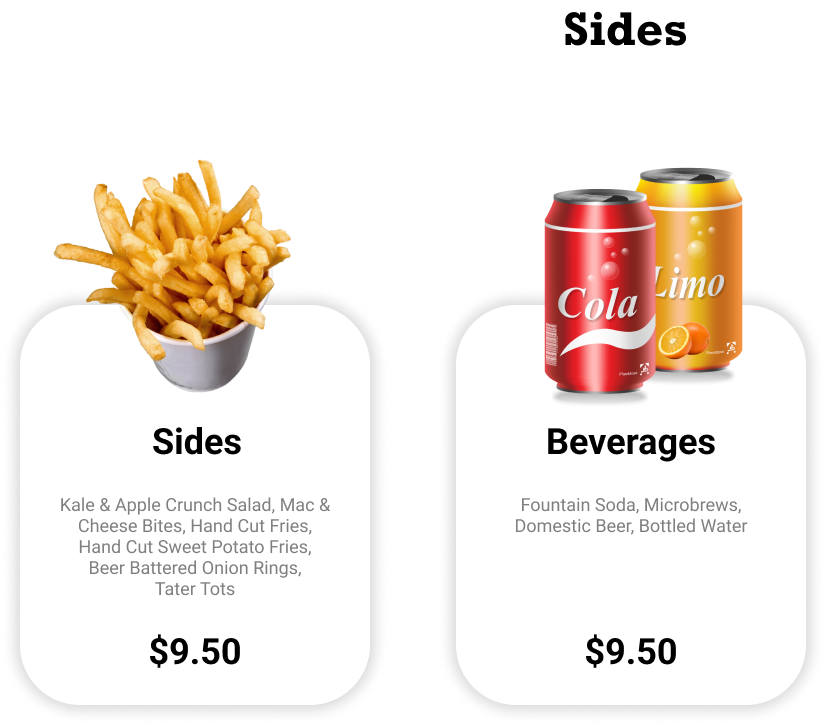 Sides
Cola
Limo
Sides
Kale & Apple Crunch Salad, Mac &
Cheese Bites, Hand Cut Fries,
Hand Cut Sweet Potato Fries,
Beer Battered Onion Rings,
Tater Tots
$9.50
Beverages
Fountain Soda, Microbrews,
Domestic Beer, Bottled Water
$9.50